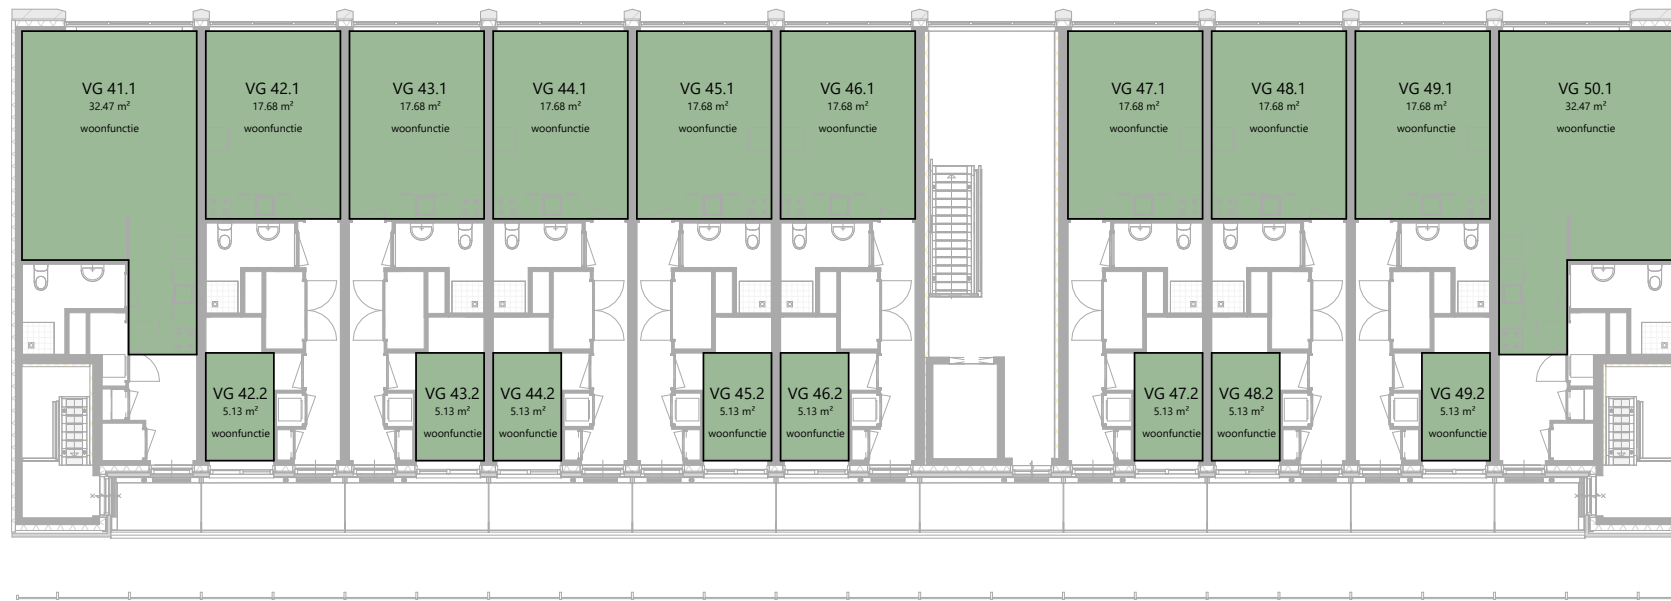 VG 41.1
32.47 m²
woonfunctie
VG 42.1
17.68 m²
woonfunctie
VG 43.1
17.68 m²
woonfunctie
VG 44.1
17.68 m²
woonfunctie
VG 45.1
17.68 m²
woonfunctie
VG 46.1
17.68 m²
woonfunctie
VG 47.1
17.68 m²
woonfunctie
VG 48.1
17.68 m²
woonfunctie
VG 49.1
17.68 m²
woonfunctie
VG 50.1
32.47 m²
woonfunctie
VG 42.2
5.13 m²
woonfunctie
VG 43.2
5.13 m²
woonfunctie
VG 44.2
5.13 m²
woonfunctie
VG 45.2
5.13 m²
woonfunctie
VG 46.2
5.13 m²
woonfunctie
VG 47.2
5.13 m²
woonfunctie
VG 48.2
5.13 m²
woonfunctie
VG 49.2
5.13 m²
woonfunctie